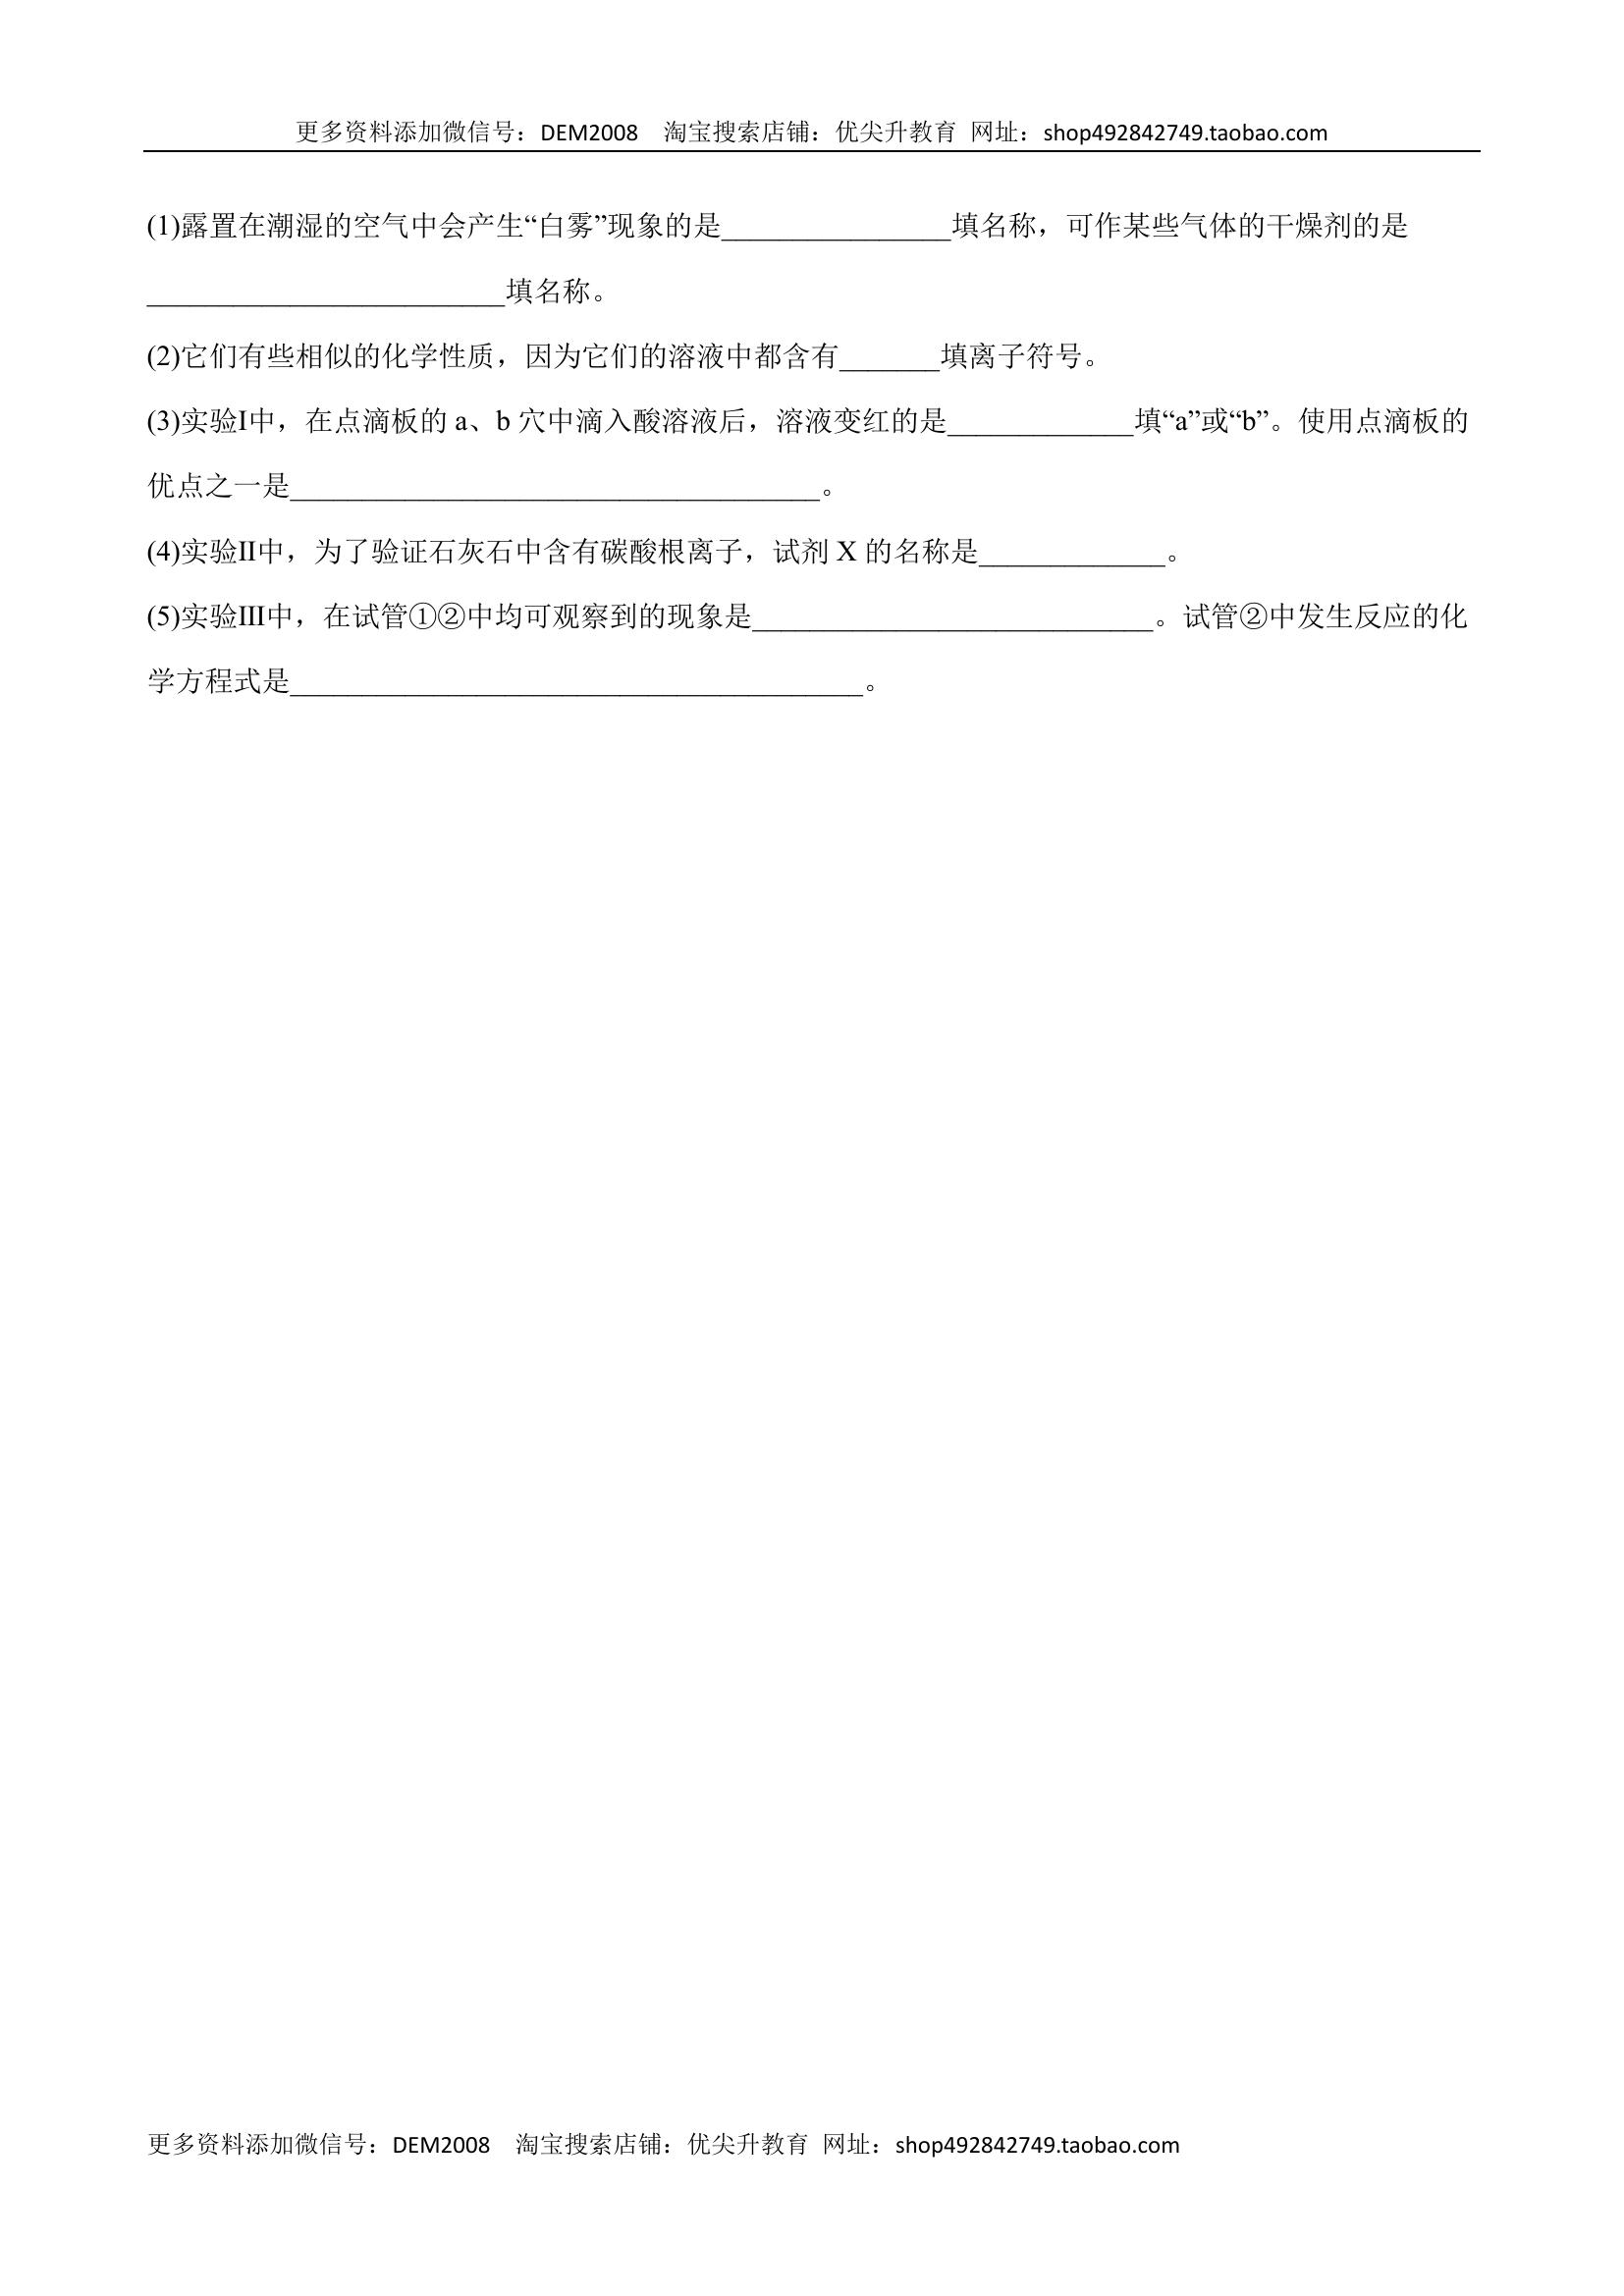 更多资料添加微信号：DEM2008 淘宝搜索店铺：优尖升教育 网址：shop492842749.taobao.com
(1)露置在潮湿的空气中会产生“白雾”现象的是________________填名称，可作某些气体的干燥剂的是
_________________________填名称。
(2)它们有些相似的化学性质，因为它们的溶液中都含有_______填离子符号。
(3)实验Ⅰ中，在点滴板的 a、b 穴中滴入酸溶液后，溶液变红的是_____________填“a”或“b”。使用点滴板的
优点之一是_____________________________________。
(4)实验Ⅱ中，为了验证石灰石中含有碳酸根离子，试剂 X 的名称是_____________。
(5)实验Ⅲ中，在试管①②中均可观察到的现象是____________________________。试管②中发生反应的化
学方程式是________________________________________。
更多资料添加微信号：DEM2008 淘宝搜索店铺：优尖升教育 网址：shop492842749.taobao.com